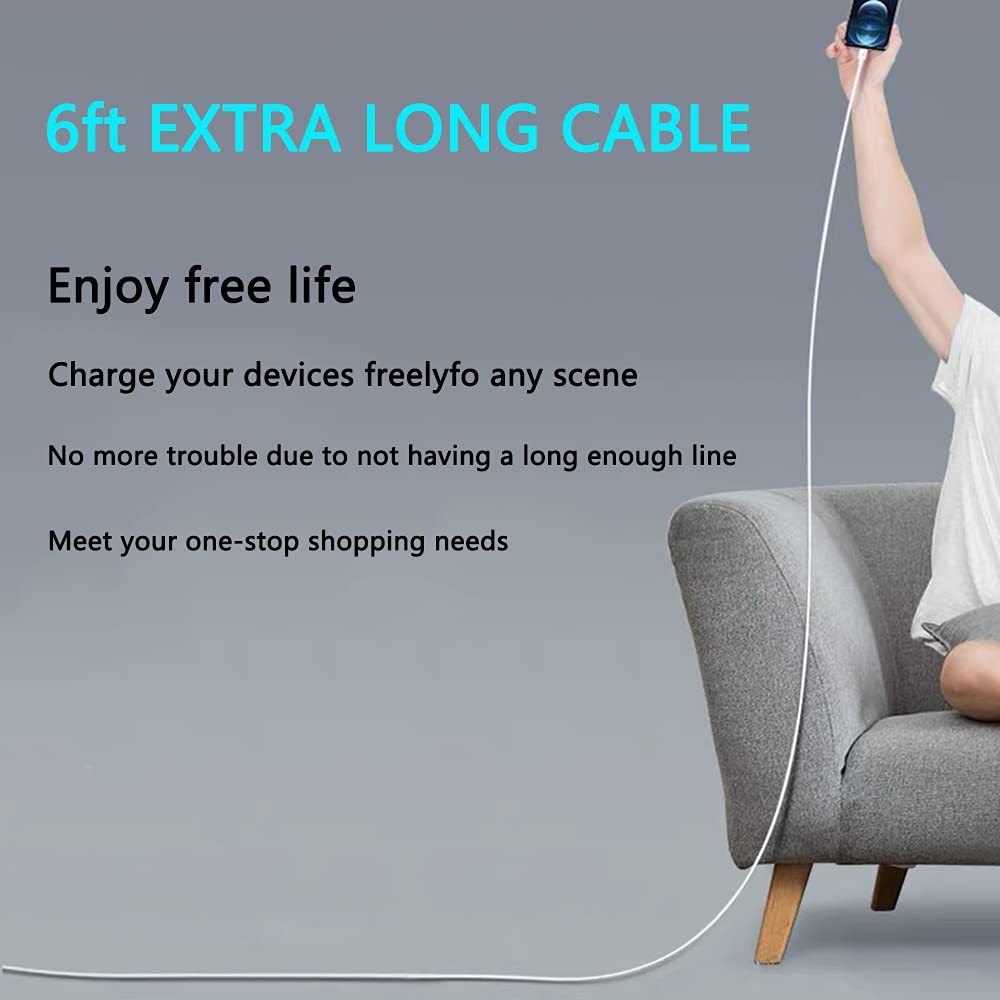 6ft EXTRA LONG CABLE
Enjoy free life
Charge your devices freelyfo any scene
No more trouble due to not having a long enough line
Meet your one-stop shopping needs